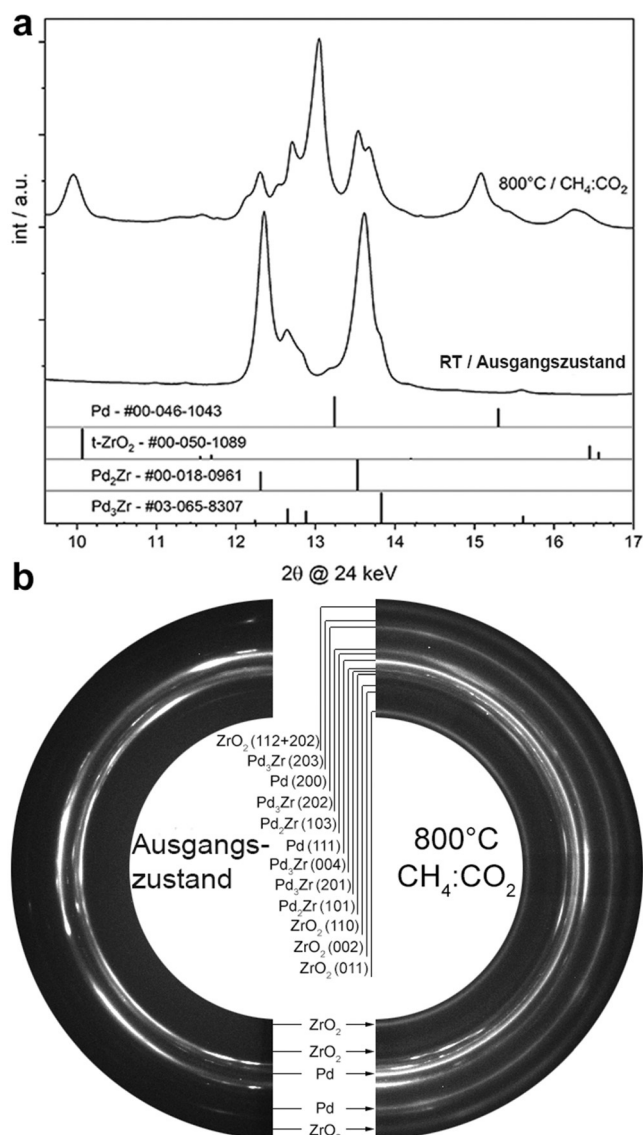 a
int / a.u.
800°C / CH₄:CO₂
RT / Ausgangszustand
Pd - #00-046-1043
t-ZrO₂ - #00-050-1089
Pd₂Zr - #00-018-0961
Pd₃Zr - #03-065-8307
10 11 12 13 14 15 16 17
2θ @ 24 keV
b
ZrO₂ (112+202)
Pd₃Zr (203)
Pd (200)
Pd₃Zr (202)
Pd₂Zr (103)
Pd (111)
Pd₃Zr (004)
Pd₃Zr (201)
Pd₂Zr (101)
ZrO₂ (110)
ZrO₂ (002)
ZrO₂ (011)
Ausgangs-
zustand
800°C
CH₄:CO₂
ZrO₂
ZrO₂
Pd
Pd
ZrO₂